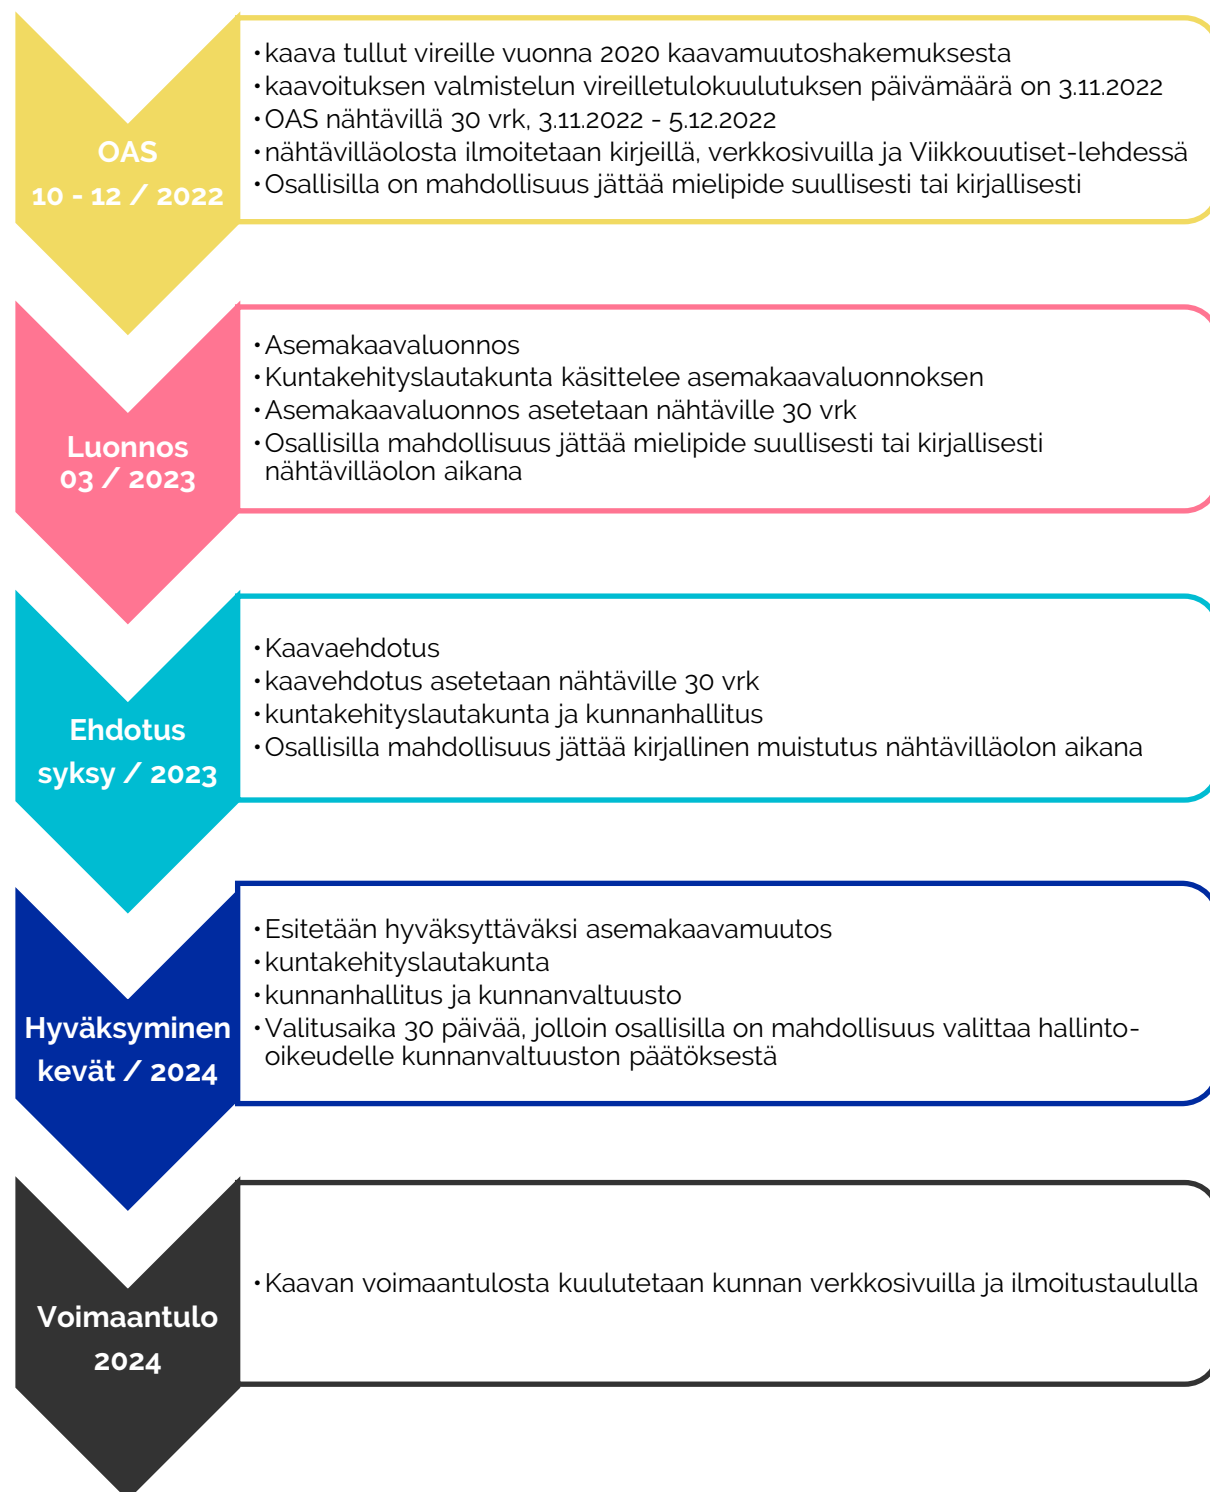 OAS
10 - 12 / 2022
• kaava tullut vireille vuonna 2020 kaavamuutoshakemuksesta
• kaavoituksen valmistelun vireilletulokuulutuksen päivämäärä on 3.11.2022
• OAS nähtävillä 30 vrk, 3.11.2022 - 5.12.2022
• nähtävilläolosta ilmoitetaan kirjeillä, verkkosivuilla ja Viikkouutiset-lehdessä
• Osallisilla on mahdollisuus jättää mielipide suullisesti tai kirjallisesti
Luonnos
03 / 2023
• Asemakaavaluonnos
• Kuntakehityslautakunta käsittelee asemakaavaluonnoksen
• Asemakaavaluonnos asetetaan nähtäville 30 vrk
• Osallisilla mahdollisuus jättää mielipide suullisesti tai kirjallisesti
nähtävilläolon aikana
Ehdotus
syksy / 2023
• Kaavaehdotus
• kaavehdotus asetetaan nähtäville 30 vrk
• kuntakehityslautakunta ja kunnanhallitus
• Osallisilla mahdollisuus jättää kirjallinen muistutus nähtävilläolon aikana
Hyväksyminen
kevät / 2024
• Esitetään hyväksyttäväksi asemakaavamuutos
• kuntakehityslautakunta
• kunnanhallitus ja kunnanvaltuusto
• Valitusaika 30 päivää, jolloin osallisilla on mahdollisuus valittaa hallinto-
oikeudelle kunnanvaltuuston päätöksestä
Voimaantulo
2024
• Kaavan voimaantulosta kuulutetaan kunnan verkkosivuilla ja ilmoitustaululla